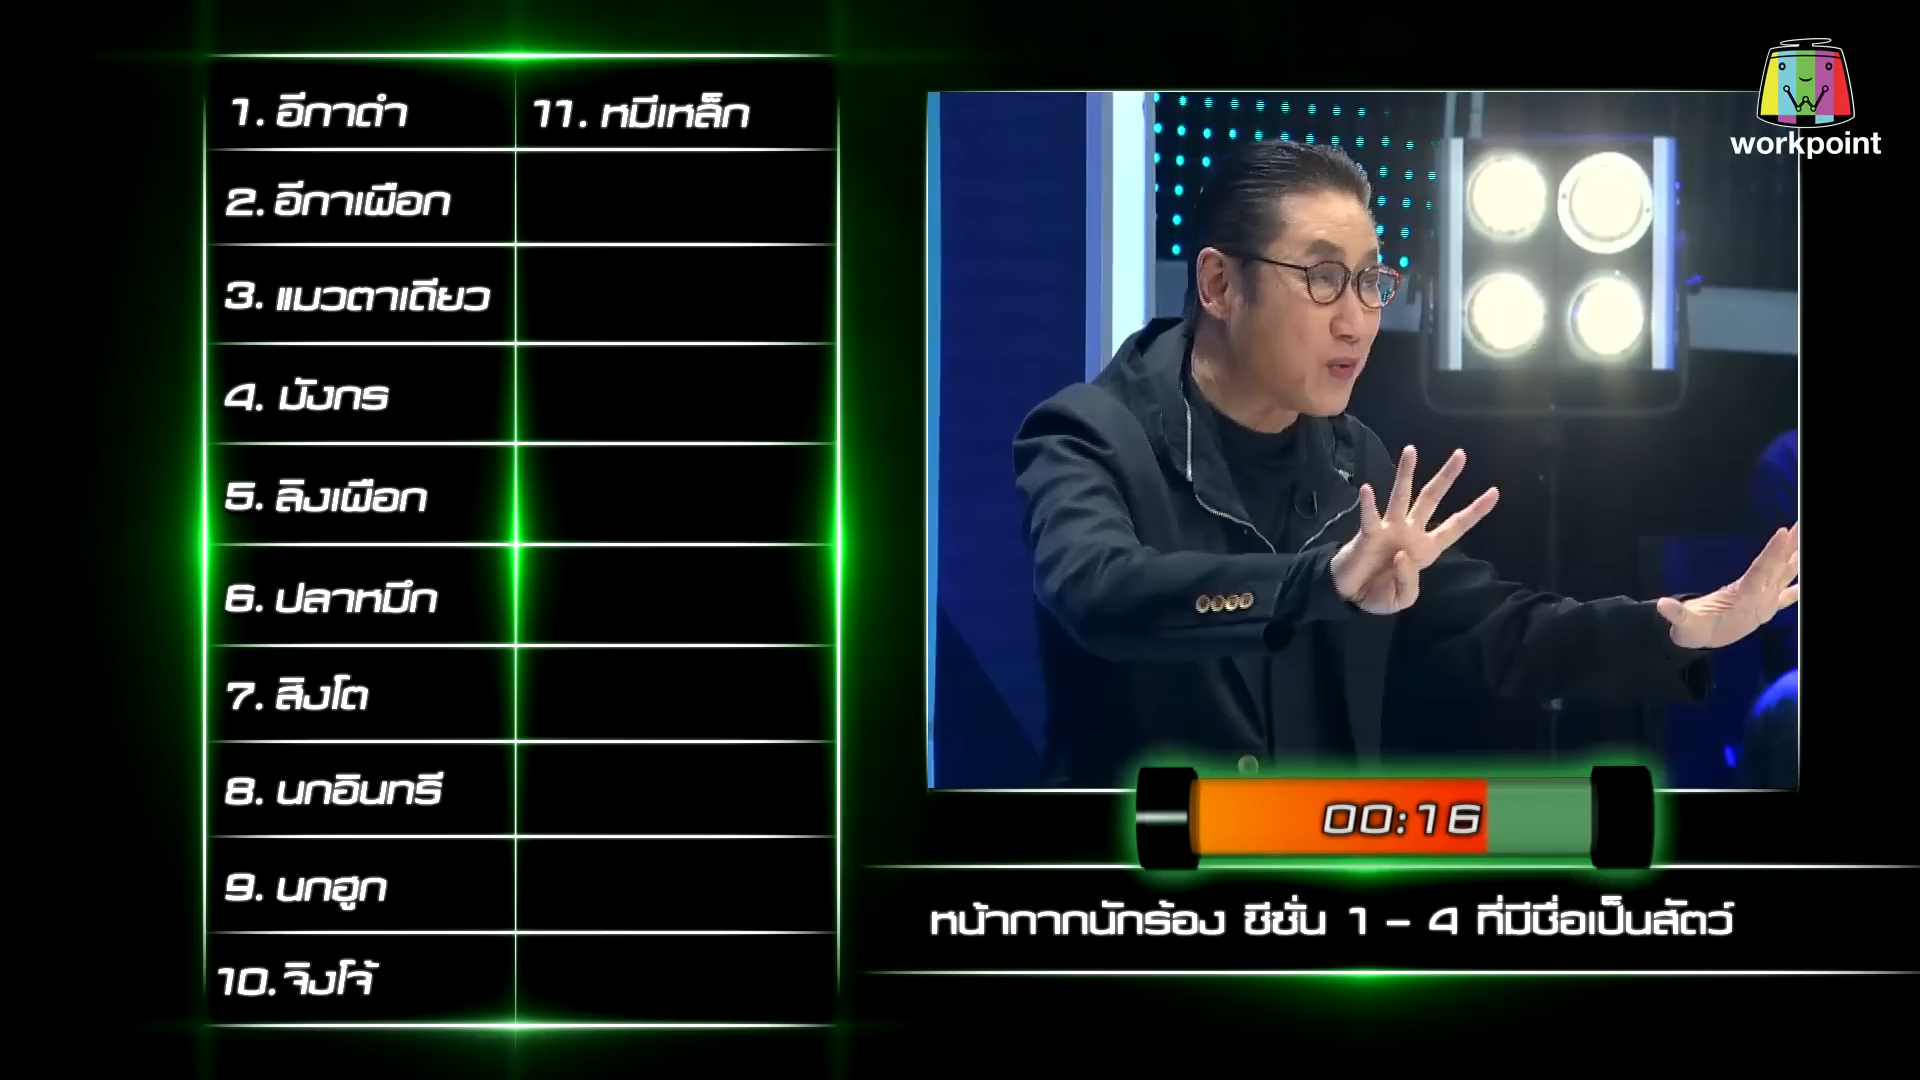 1. อีกาดำ
2. อีกาเผือก
3. แมวตาเดียว
4. มังกร
5. ลิงเผือก
6. ปลาหมึก
7. สิงโต
8. นกอินทรี
9. นกฮูก
10. จิงโจ้
11. หมีเหล็ก
workpoint
00:16
หน้ากากนักร้อง ซีซั่น 1 - 4 ที่มีชื่อเป็นสัตว์